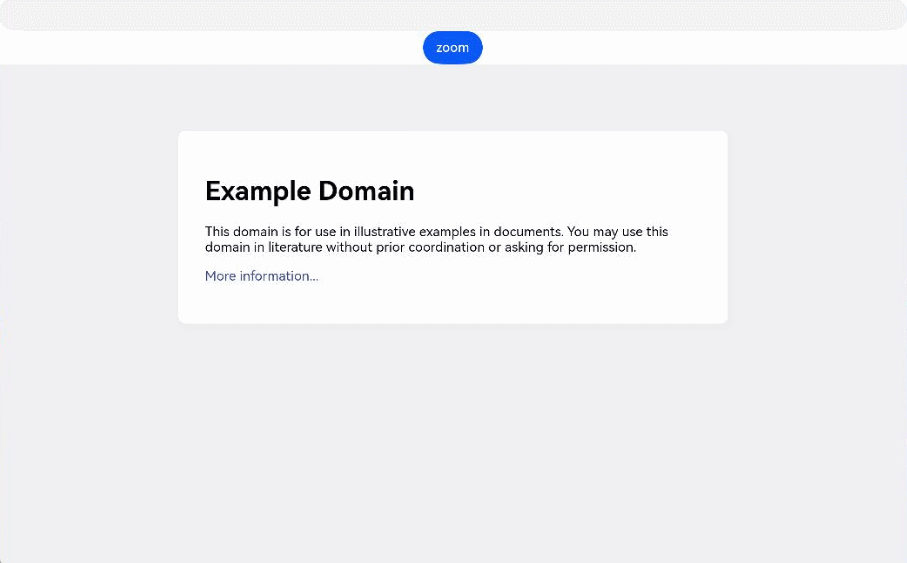 zoom
Example Domain
This domain is for use in illustrative examples in documents. You may use this
domain in literature without prior coordination or asking for permission.
More information...